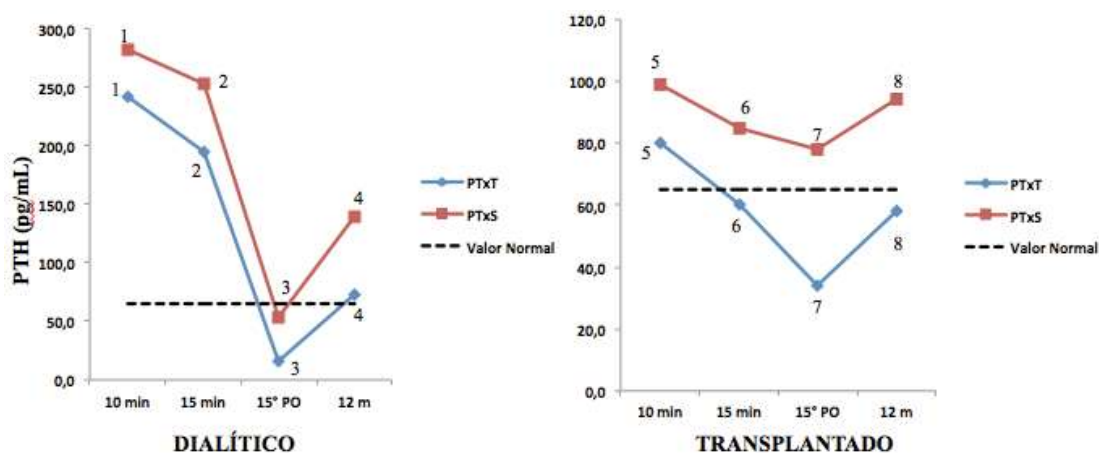 PTH (pg/mL)
300,0
250,0
200,0
150,0
100,0
50,0
0,0
1
1
2
2
3
3
4
4
10 min 15 min 15° PO 12 m
DIALÍTICO
PTxT
PTxS
Valor Normal
120,0
100,0
80,0
60,0
40,0
20,0
0,0
5
5
6
6
7
7
8
8
10 min 15 min 15° PO 12 m
TRANSPLANTADO
PTxT
PTxS
Valor Normal